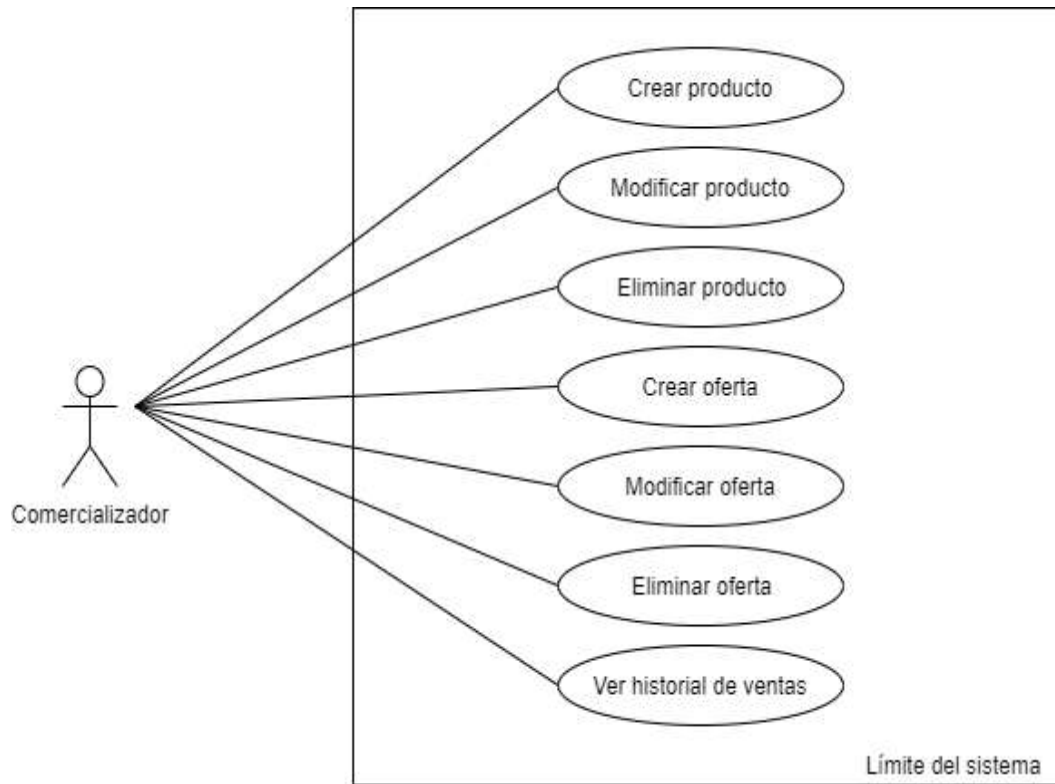 Crear producto
Modificar producto
Eliminar producto
Crear oferta
Modificar oferta
Eliminar oferta
Ver historial de ventas
Comercializador
Límite del sistema